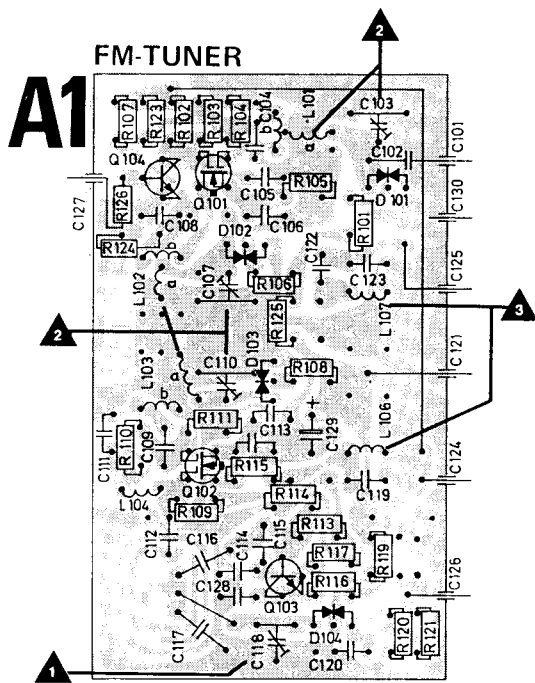 FM-TUNER
A1
2
R107
R123
R102
R103
R104
C104
b
L101
a
C103
C101
C102
Q104
Q101
C105
R105
D101
C130
C127
R126
C108
C106
R101
R124
D102
C122
b
L102
a
C107
R106
C123
C125
L107
2
R125
3
L103
a
C110
D103
R108
C121
b
R111
C113
+
C129
L106
C111
R110
C109
R115
C124
L104
Q102
R114
C119
R109
C112
C116
C114
C115
R113
R117
R119
C128
R116
C126
Q103
C117
C118
D104
C120
R120
R121
1